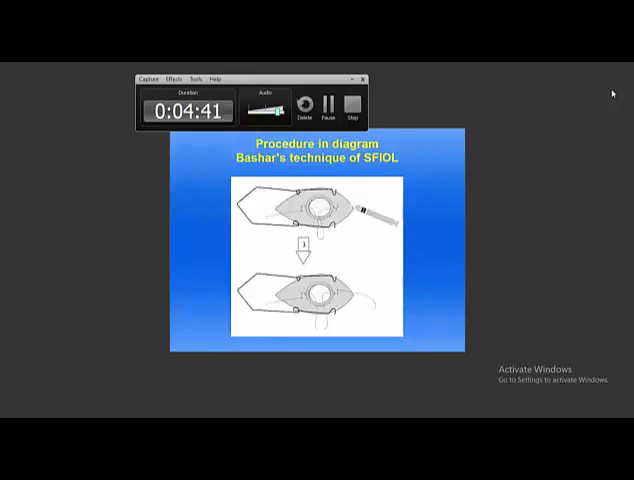 Capture Effects Tools Help
Duration
Audio
0:04:41
Delete Pause Stop
Procedure in diagram
Bashar's technique of SFIOL
3
Activate Windows
Go to Settings to activate Windows.